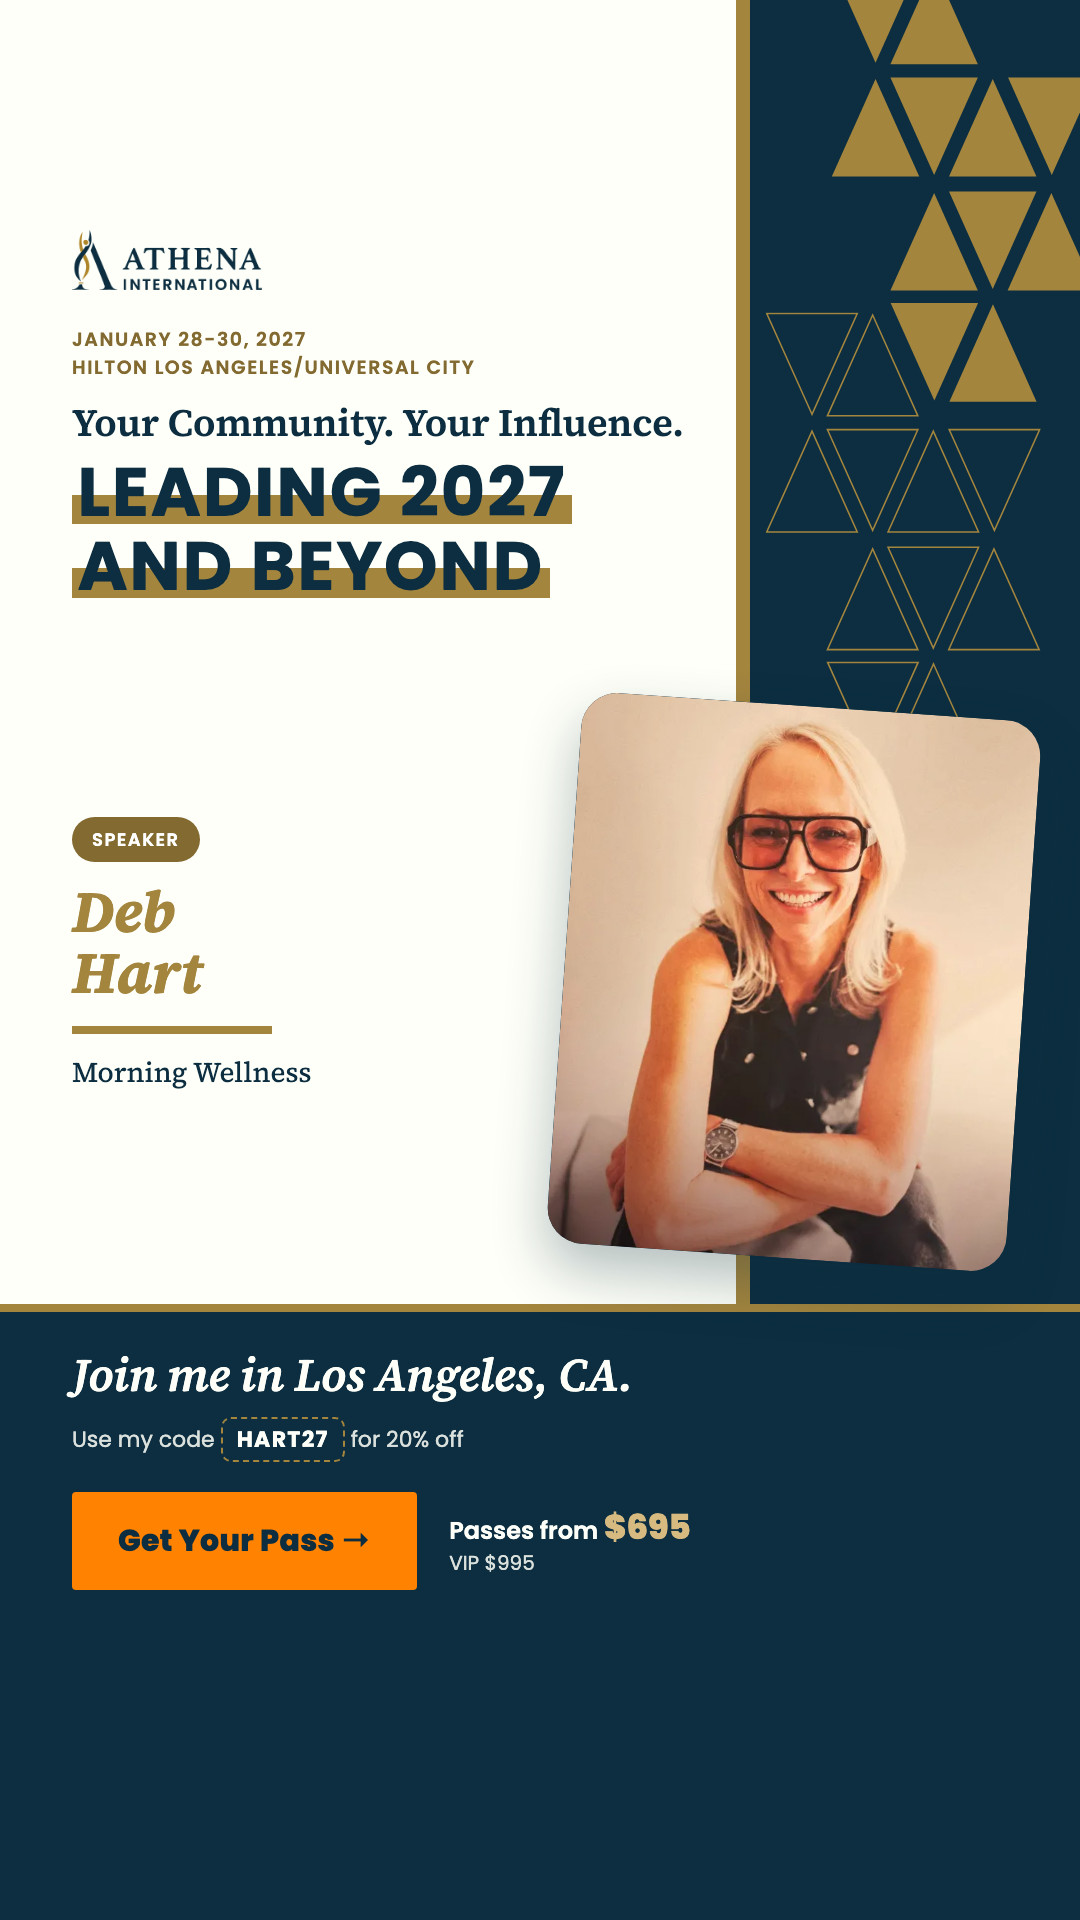 ATHENA
INTERNATIONAL
JANUARY 28-30, 2027
HILTON LOS ANGELES/UNIVERSAL CITY
Your Community. Your Influence.
LEADING 2027
AND BEYOND
SPEAKER
Deb
Hart
Morning Wellness
Join me in Los Angeles, CA.
Use my code HART27 for 20% off
Get Your Pass →
Passes from $695
VIP $995